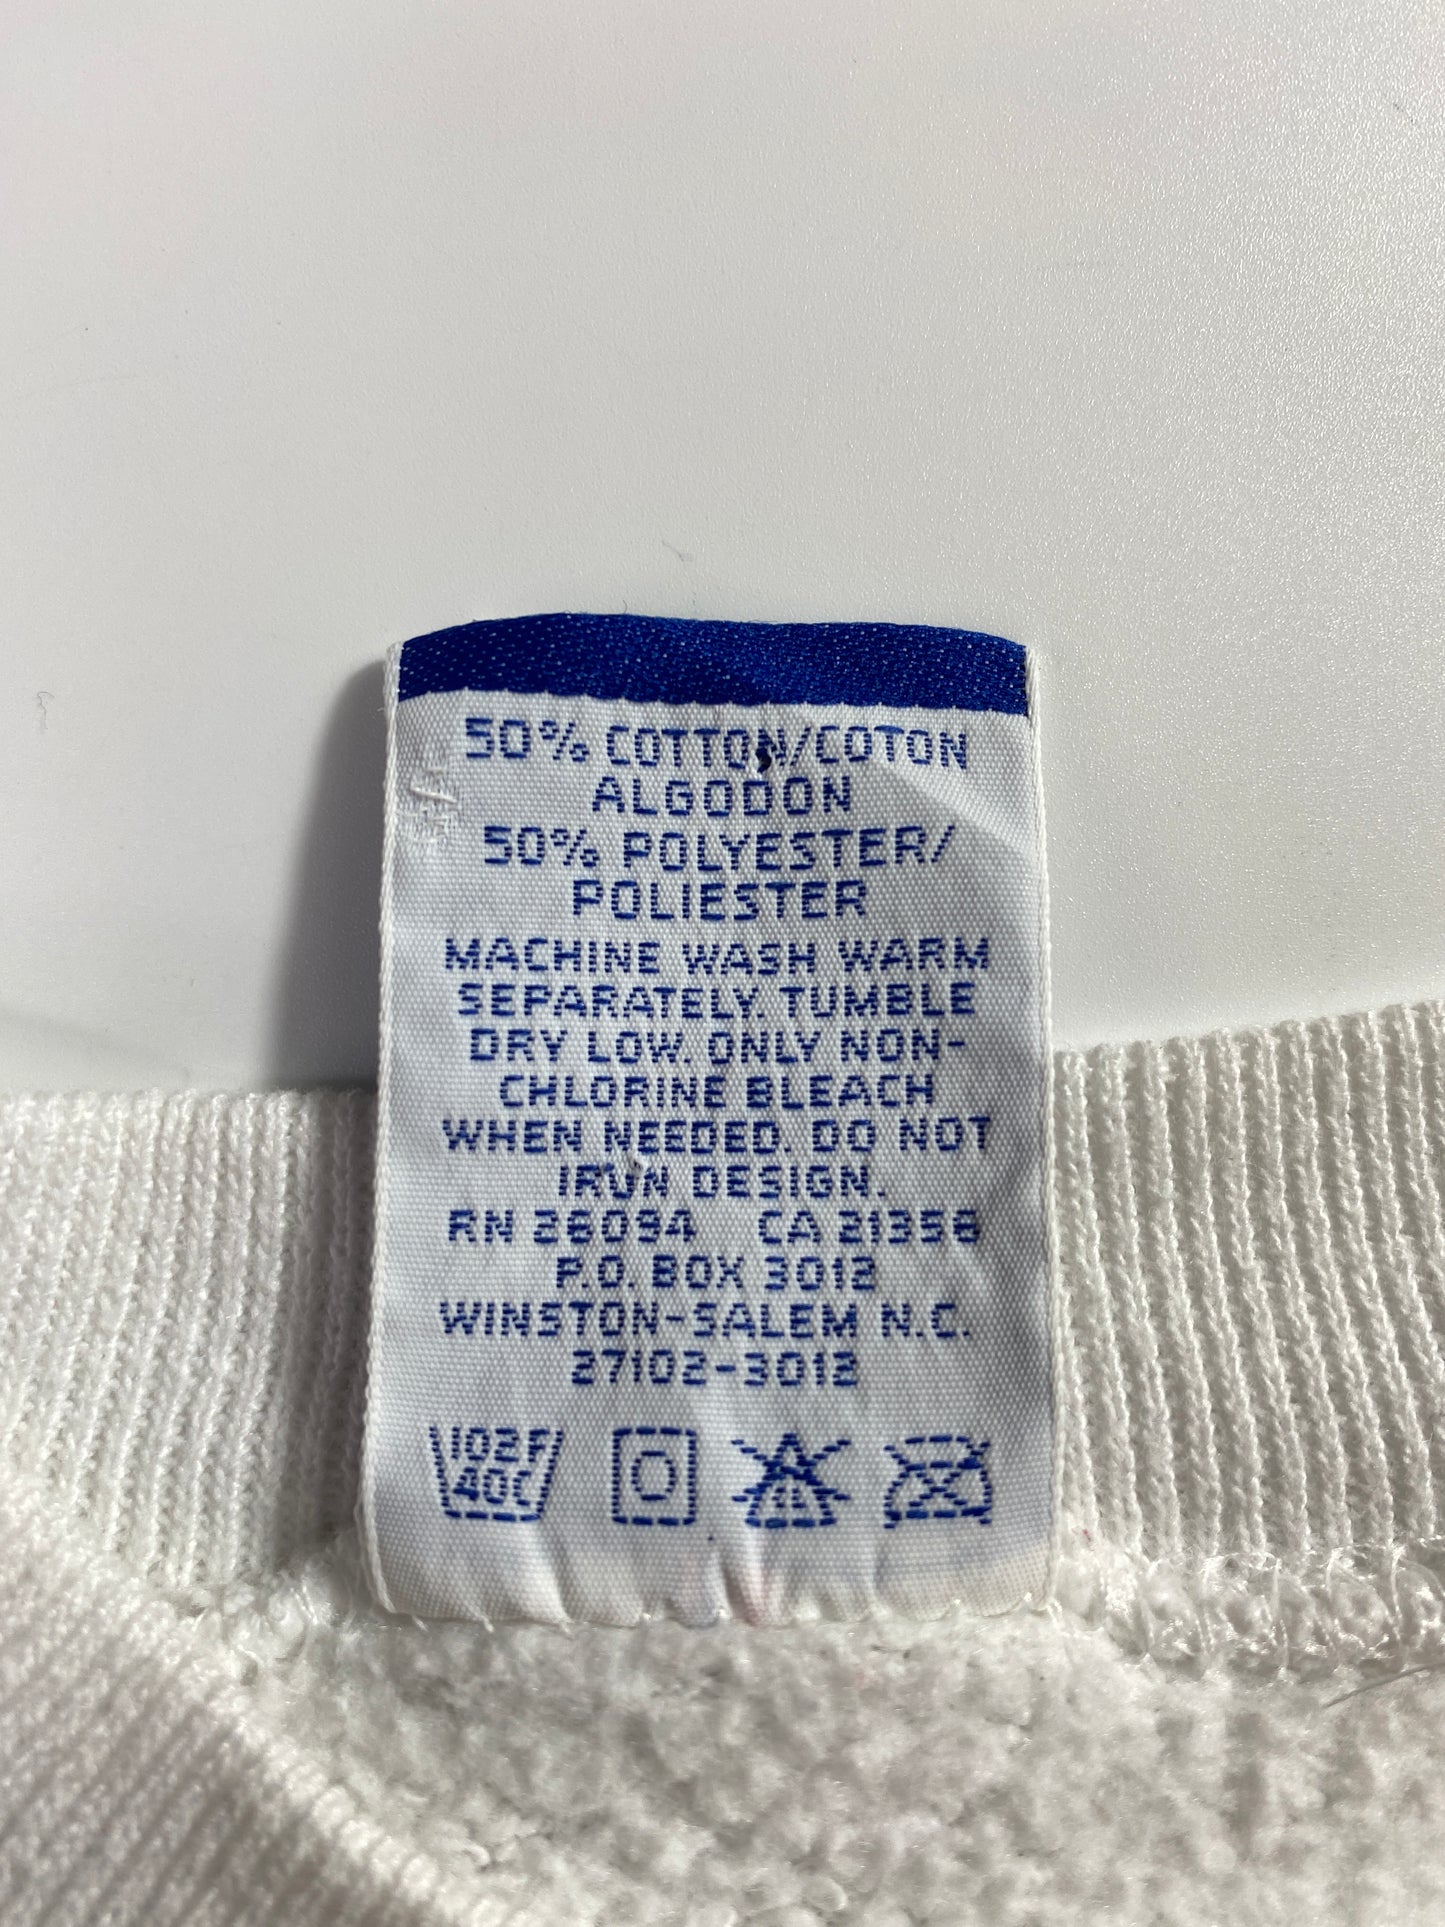 50% COTTON/COTON
ALGODON
50% POLYESTER/
POLIESTER
MACHINE WASH WARM
SEPARATELY. TUMBLE
DRY LOW. ONLY NON-
CHLORINE BLEACH
WHEN NEEDED. DO NOT
IRON DESIGN.
RN 26094 CA 21356
P.O. BOX 3012
WINSTON-SALEM N.C.
27102-3012
102F
40C
CL